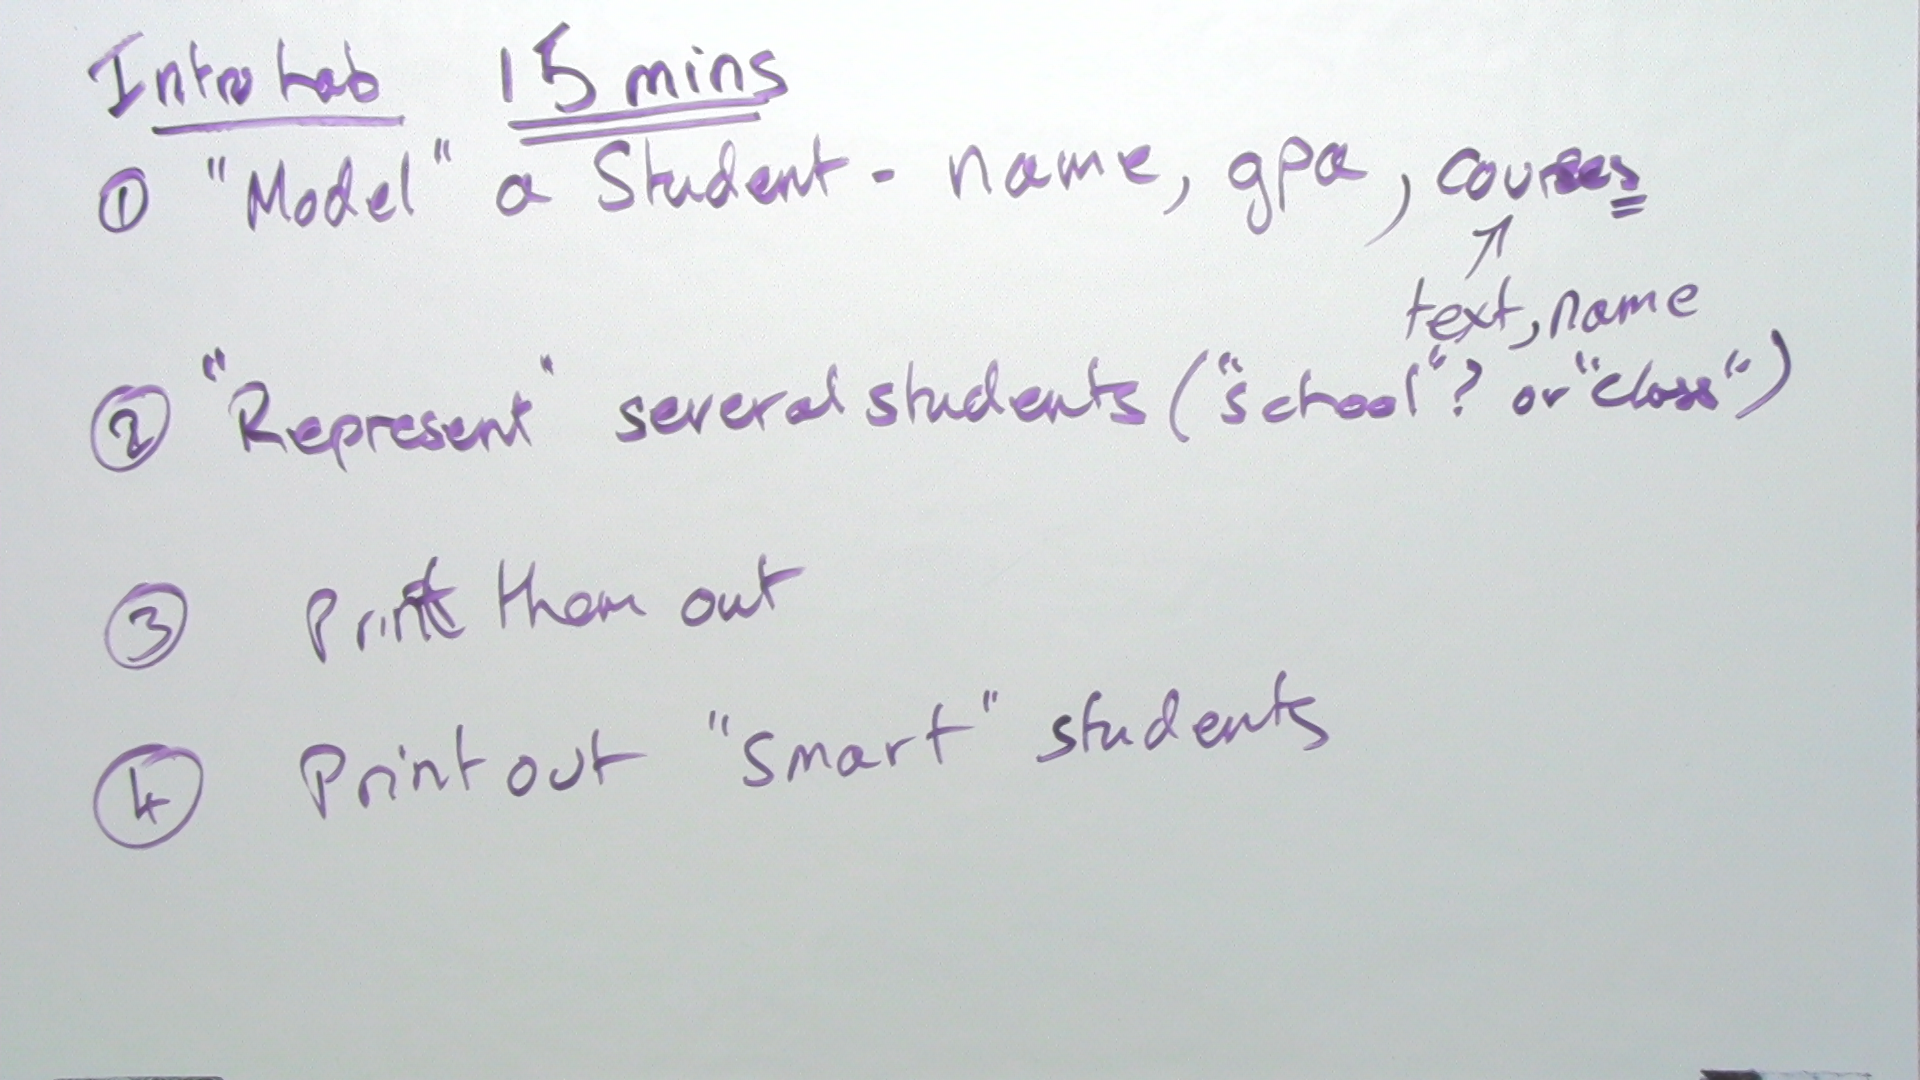 Intro Lab 15 mins
① "Model" a Student - name, gpa, courses
text, name
② "Represent" several students ("school"? or "class")
③ Print them out
④ Print out "smart" students